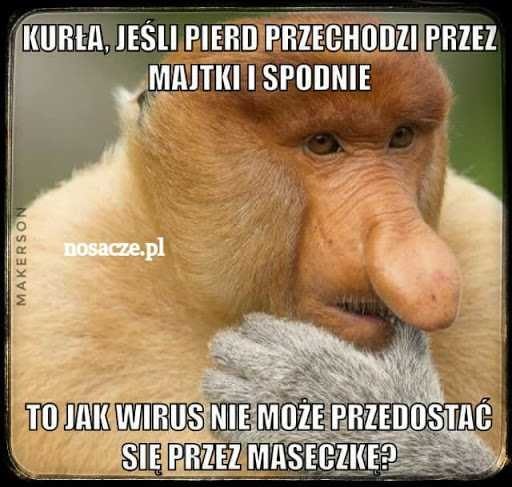 KURŁA, JEŚLI PIERD PRZECHODZI PRZEZ
MAJTKI I SPODNIE
nosacze.pl
MAKERSON
TO JAK WIRUS NIE MOŻE PRZEDOSTAĆ
SIĘ PRZEZ MASECZKĘ?